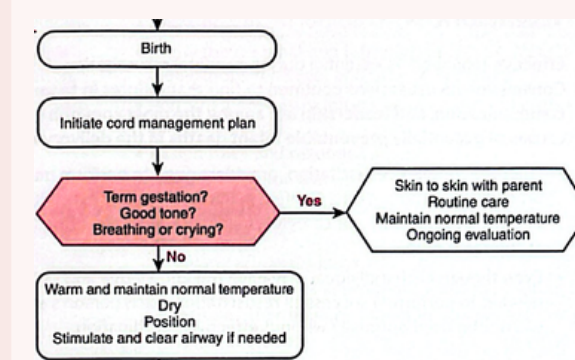 Birth
Initiate cord management plan
Term gestation?
Good tone?
Breathing or crying?
Yes
Skin to skin with parent
Routine care
Maintain normal temperature
Ongoing evaluation
No
Warm and maintain normal temperature
Dry
Position
Stimulate and clear airway if needed